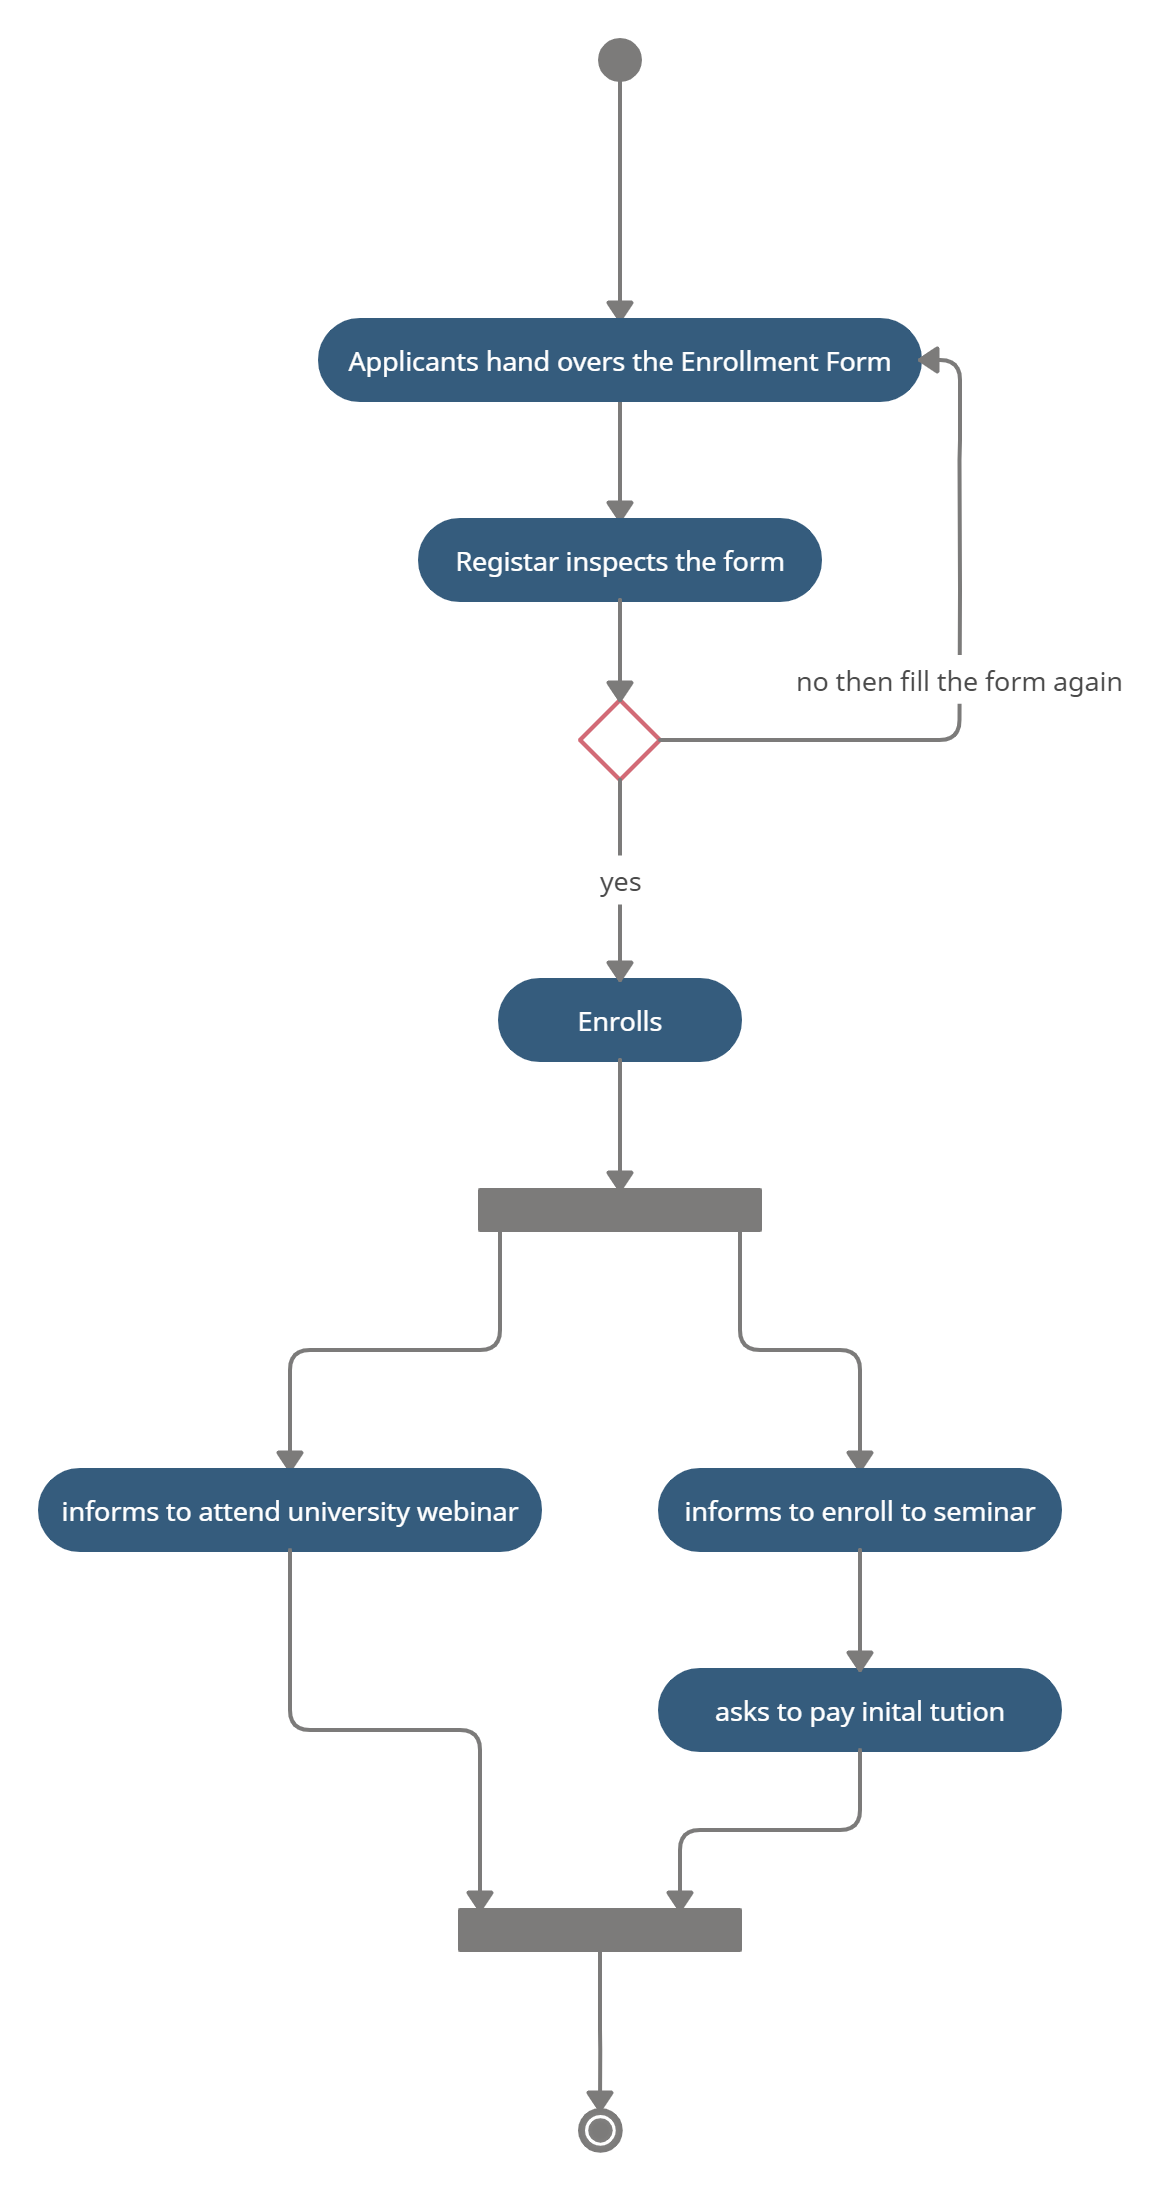 Applicants hand overs the Enrollment Form
Registar inspects the form
no then fill the form again
yes
Enrolls
informs to attend university webinar
informs to enroll to seminar
asks to pay inital tution